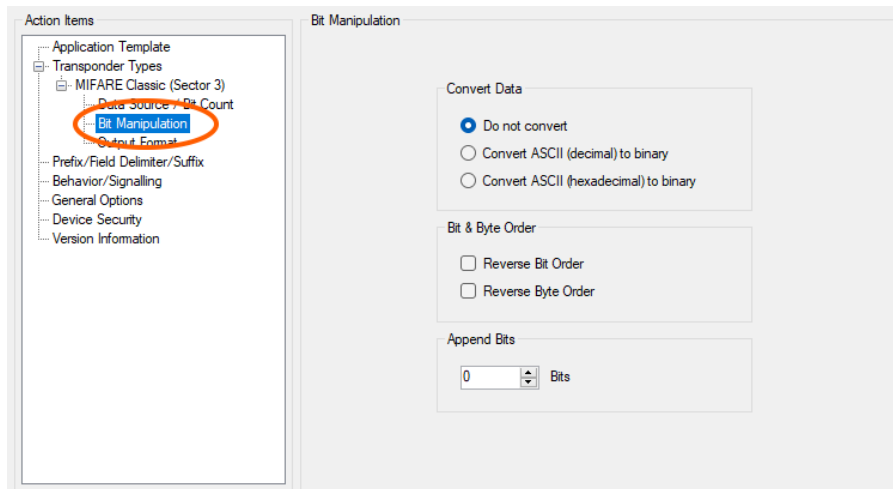 Action Items
Application Template
Transponder Types
MIFARE Classic (Sector 3)
Data Source / Bit Count
Bit Manipulation
Output Format
Prefix/Field Delimiter/Suffix
Behavior/Signalling
General Options
Device Security
Version Information
Bit Manipulation
Convert Data
Do not convert
Convert ASCII (decimal) to binary
Convert ASCII (hexadecimal) to binary
Bit & Byte Order
Reverse Bit Order
Reverse Byte Order
Append Bits
0 Bits